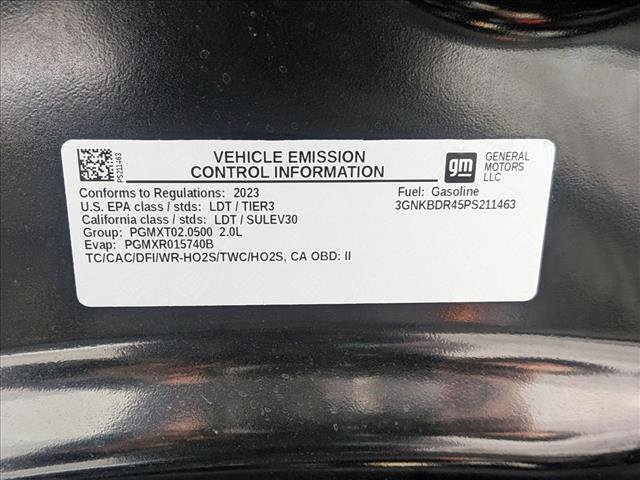 PS211463
VEHICLE EMISSION
CONTROL INFORMATION
gm
GENERAL
MOTORS
LLC
Conforms to Regulations: 2023
U.S. EPA class / stds: LDT / TIER3
California class / stds: LDT / SULEV30
Group: PGMXT02.0500 2.0L
Evap: PGMXR015740B
TC/CAC/DFI/WR-HO2S/TWC/HO2S, CA OBD: II
Fuel: Gasoline
3GNKBDR45PS211463